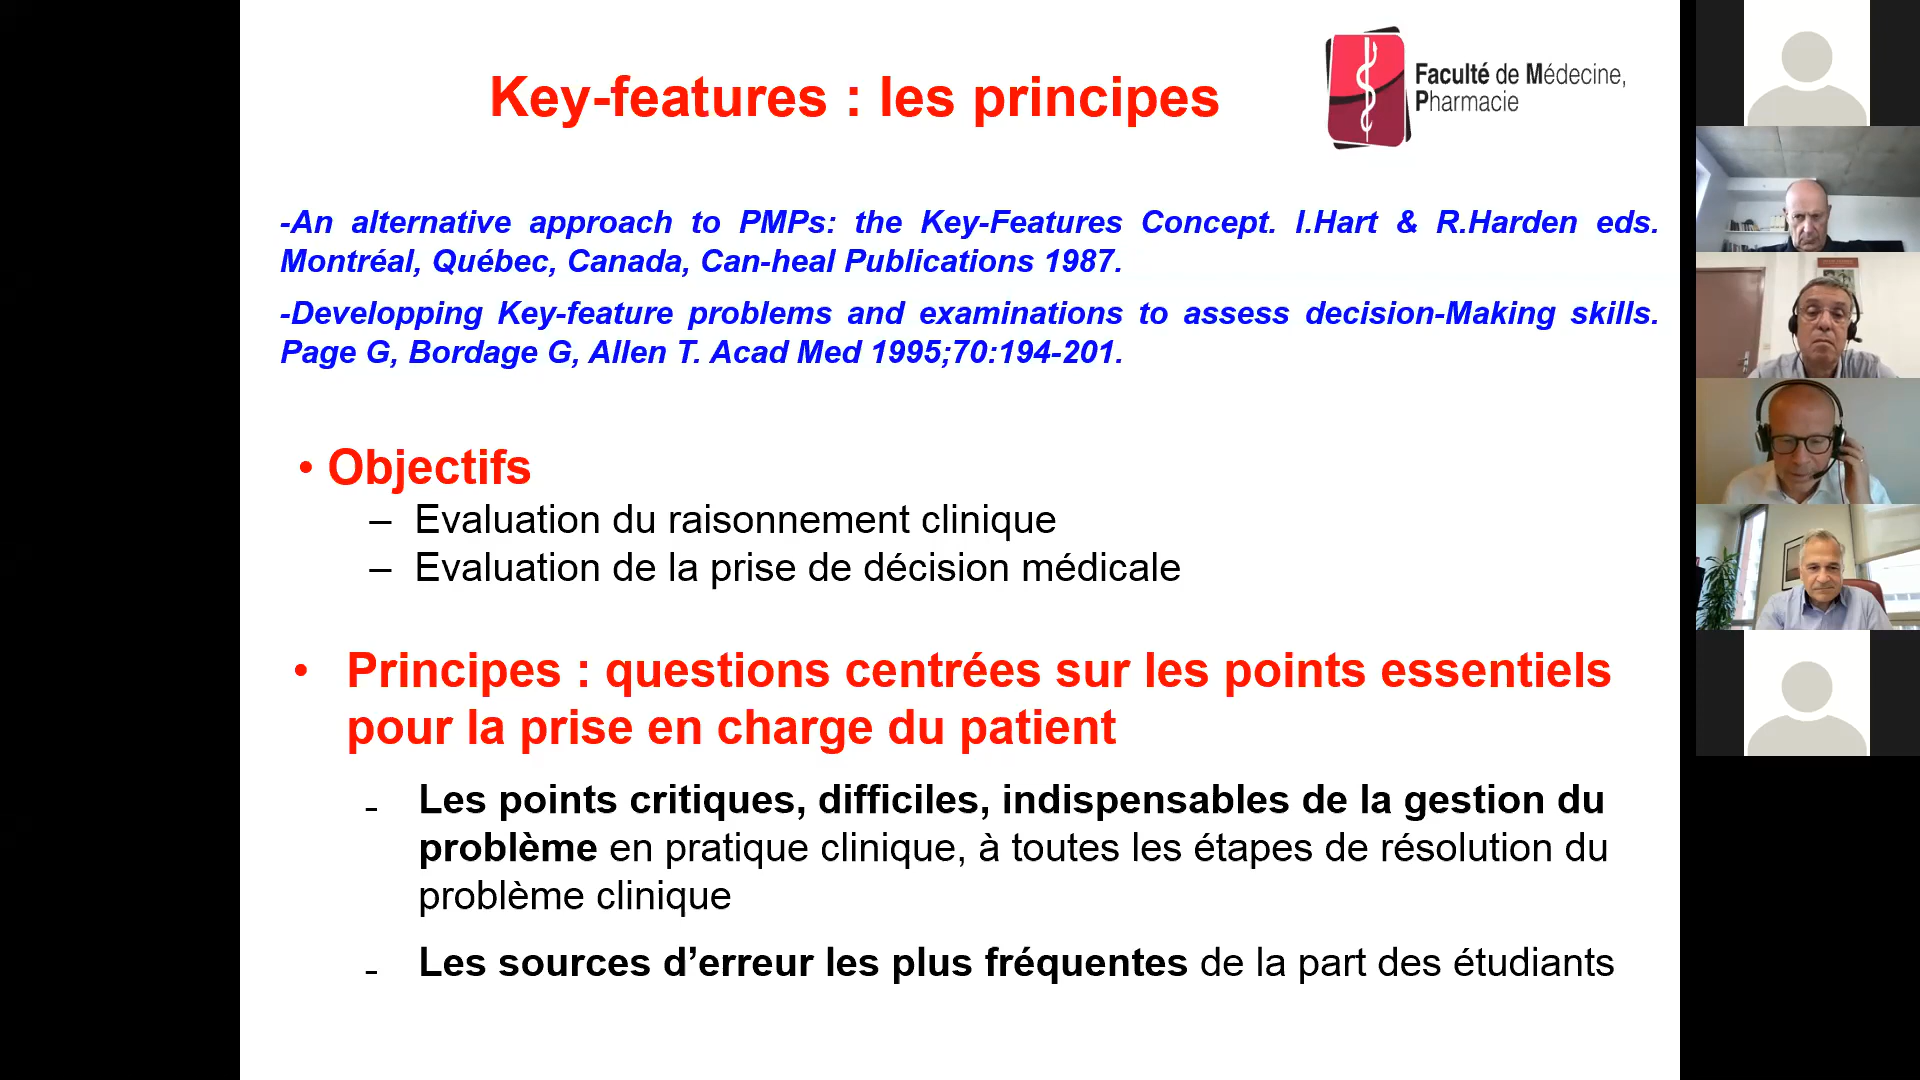 Key-features : les principes
Faculté de Médecine,
Pharmacie
-An alternative approach to PMPs: the Key-Features Concept. I.Hart & R.Harden eds.
Montréal, Québec, Canada, Can-heal Publications 1987.
-Developping Key-feature problems and examinations to assess decision-Making skills.
Page G, Bordage G, Allen T. Acad Med 1995;70:194-201.
• Objectifs
– Evaluation du raisonnement clinique
– Evaluation de la prise de décision médicale
• Principes : questions centrées sur les points essentiels
pour la prise en charge du patient
- Les points critiques, difficiles, indispensables de la gestion du
problème en pratique clinique, à toutes les étapes de résolution du
problème clinique
- Les sources d’erreur les plus fréquentes de la part des étudiants